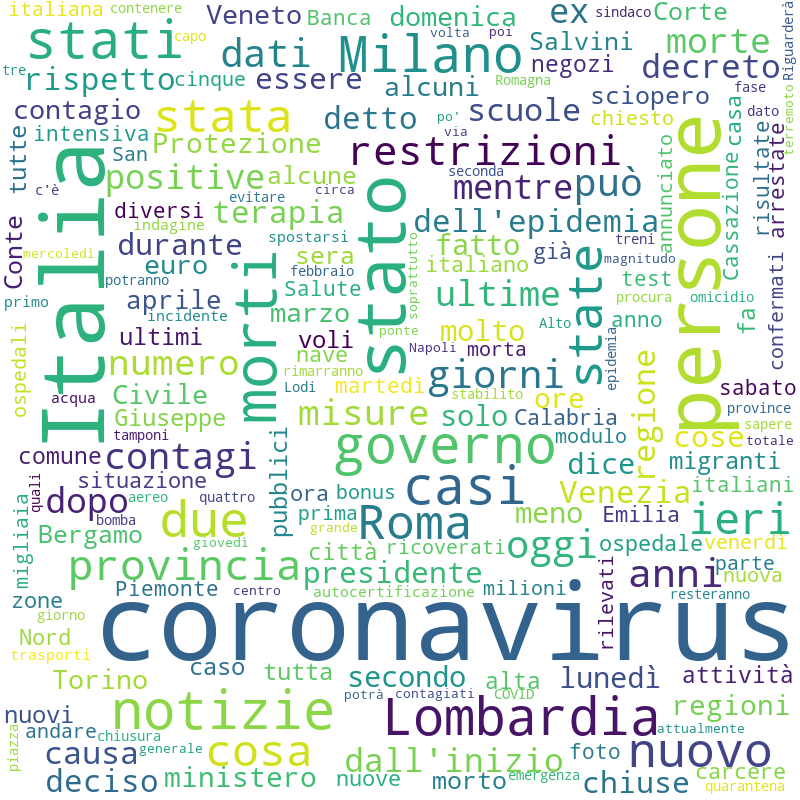 italiana
contenere
Veneto
Banca
domenica
ex
sindaco
Corte
Riguarderà
stati
capo
dati
Milano
volta
poi
Salvini
morte
tre
rispetto
cinque
essere
alcuni
negozi
decreto
Romagna
fase
contagio
stata
detto
po'
scuole
sciopero
dato
terremoto
intensiva
chiesto
tutte
San
Protezione
via
restrizioni
casa
risultate
arrestate
c'è
positive
alcune
seconda
mentre
può
persone
annunciato
Cassazione
Italia
evitare
circa
diversi
terapia
stato
dell'epidemia
indagine
Conte
durante
spostarsi
fatto
già
treni
mercoledì
sera
soprattutto
italiano
state
magnitudo
confermati
euro
potranno
febbraio
morti
Salute
ultime
test
procura
omicidio
primo
aprile
marzo
anno
fa
incidente
ponte
molto
Alto
epidemia
ultimi
voli
nave
Napoli
morta
ospedali
numero
rimarranno
giorni
regione
sabato
acqua
Civile
Lodi
martedì
stabilito
ore
province
Giuseppe
misure
solo
Calabria
sapere
tamponi
governo
modulo
cose
totale
comune
contagi
pubblici
dice
migranti
quali
situazione
casi
aereo
quattro
ora
bonus
Venezia
italiani
dopo
migliaia
due
prima
Roma
meno
Emilia
ieri
bomba
grande
Bergamo
giovedì
città
ricoverati
oggi
ospedale
venerdì
provincia
presidente
anni
parte
nuova
zone
Piemonte
centro
autocertificazione
milioni
rilevati
resteranno
giorno
coronavirus
Nord
trasporti
caso
tutta
secondo
alta
lunedì
attività
Torino
potrà
contagiati
COVID
nuovi
notizie
Lombardia
regioni
andare
chiusura
attualmente
piazza
causa
generale
cosa
dall'inizio
foto
nuovo
deciso
ministero
nuove
morto
emergenza
chiuse
carcere
quarantena